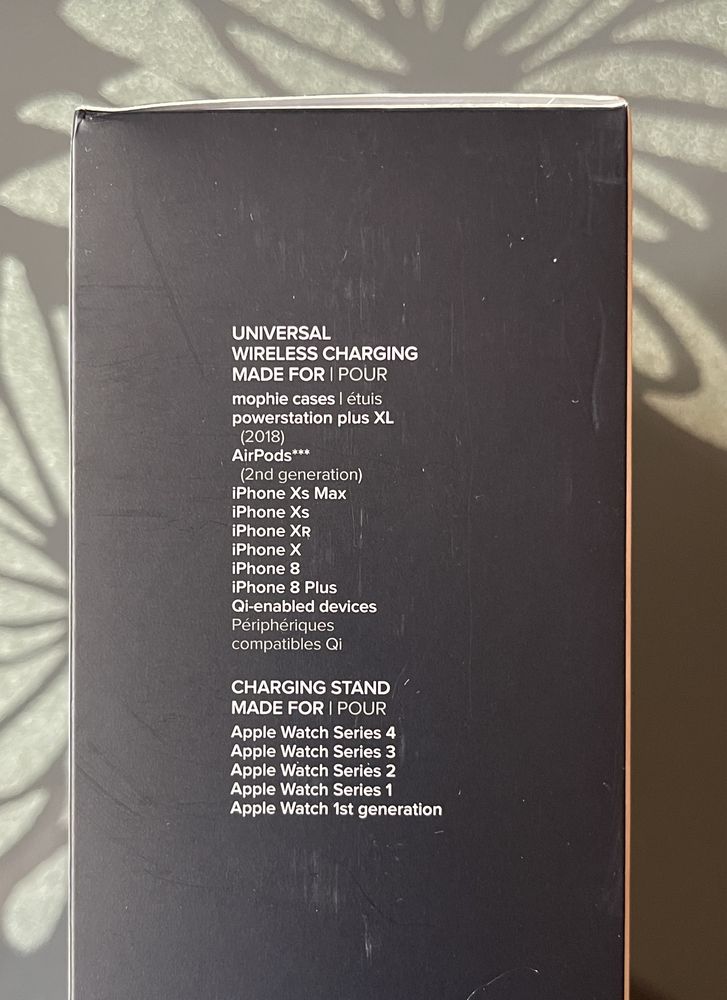 UNIVERSAL
WIRELESS CHARGING
MADE FOR | POUR
mophie cases | étuis
powerstation plus XL
(2018)
AirPods***
(2nd generation)
iPhone Xs Max
iPhone Xs
iPhone XR
iPhone X
iPhone 8
iPhone 8 Plus
Qi-enabled devices
Périphériques
compatibles Qi
CHARGING STAND
MADE FOR | POUR
Apple Watch Series 4
Apple Watch Series 3
Apple Watch Series 2
Apple Watch Series 1
Apple Watch 1st generation